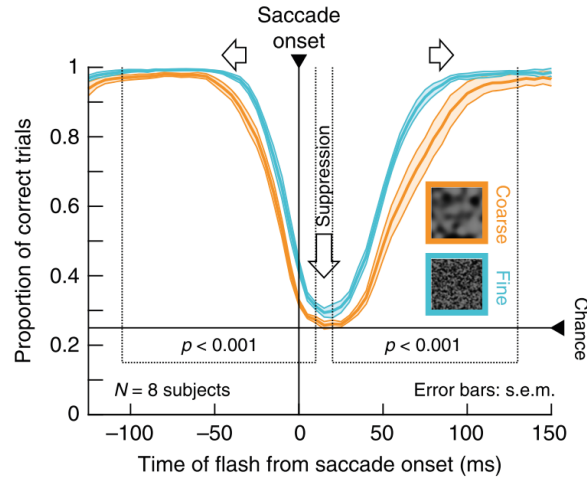 Saccade
onset
Proportion of correct trials
1
0.8
0.6
0.4
0.2
0
Suppression
Coarse
Fine
Chance
p < 0.001
p < 0.001
N = 8 subjects
Error bars: s.e.m.
−100
−50
0
50
100
150
Time of flash from saccade onset (ms)